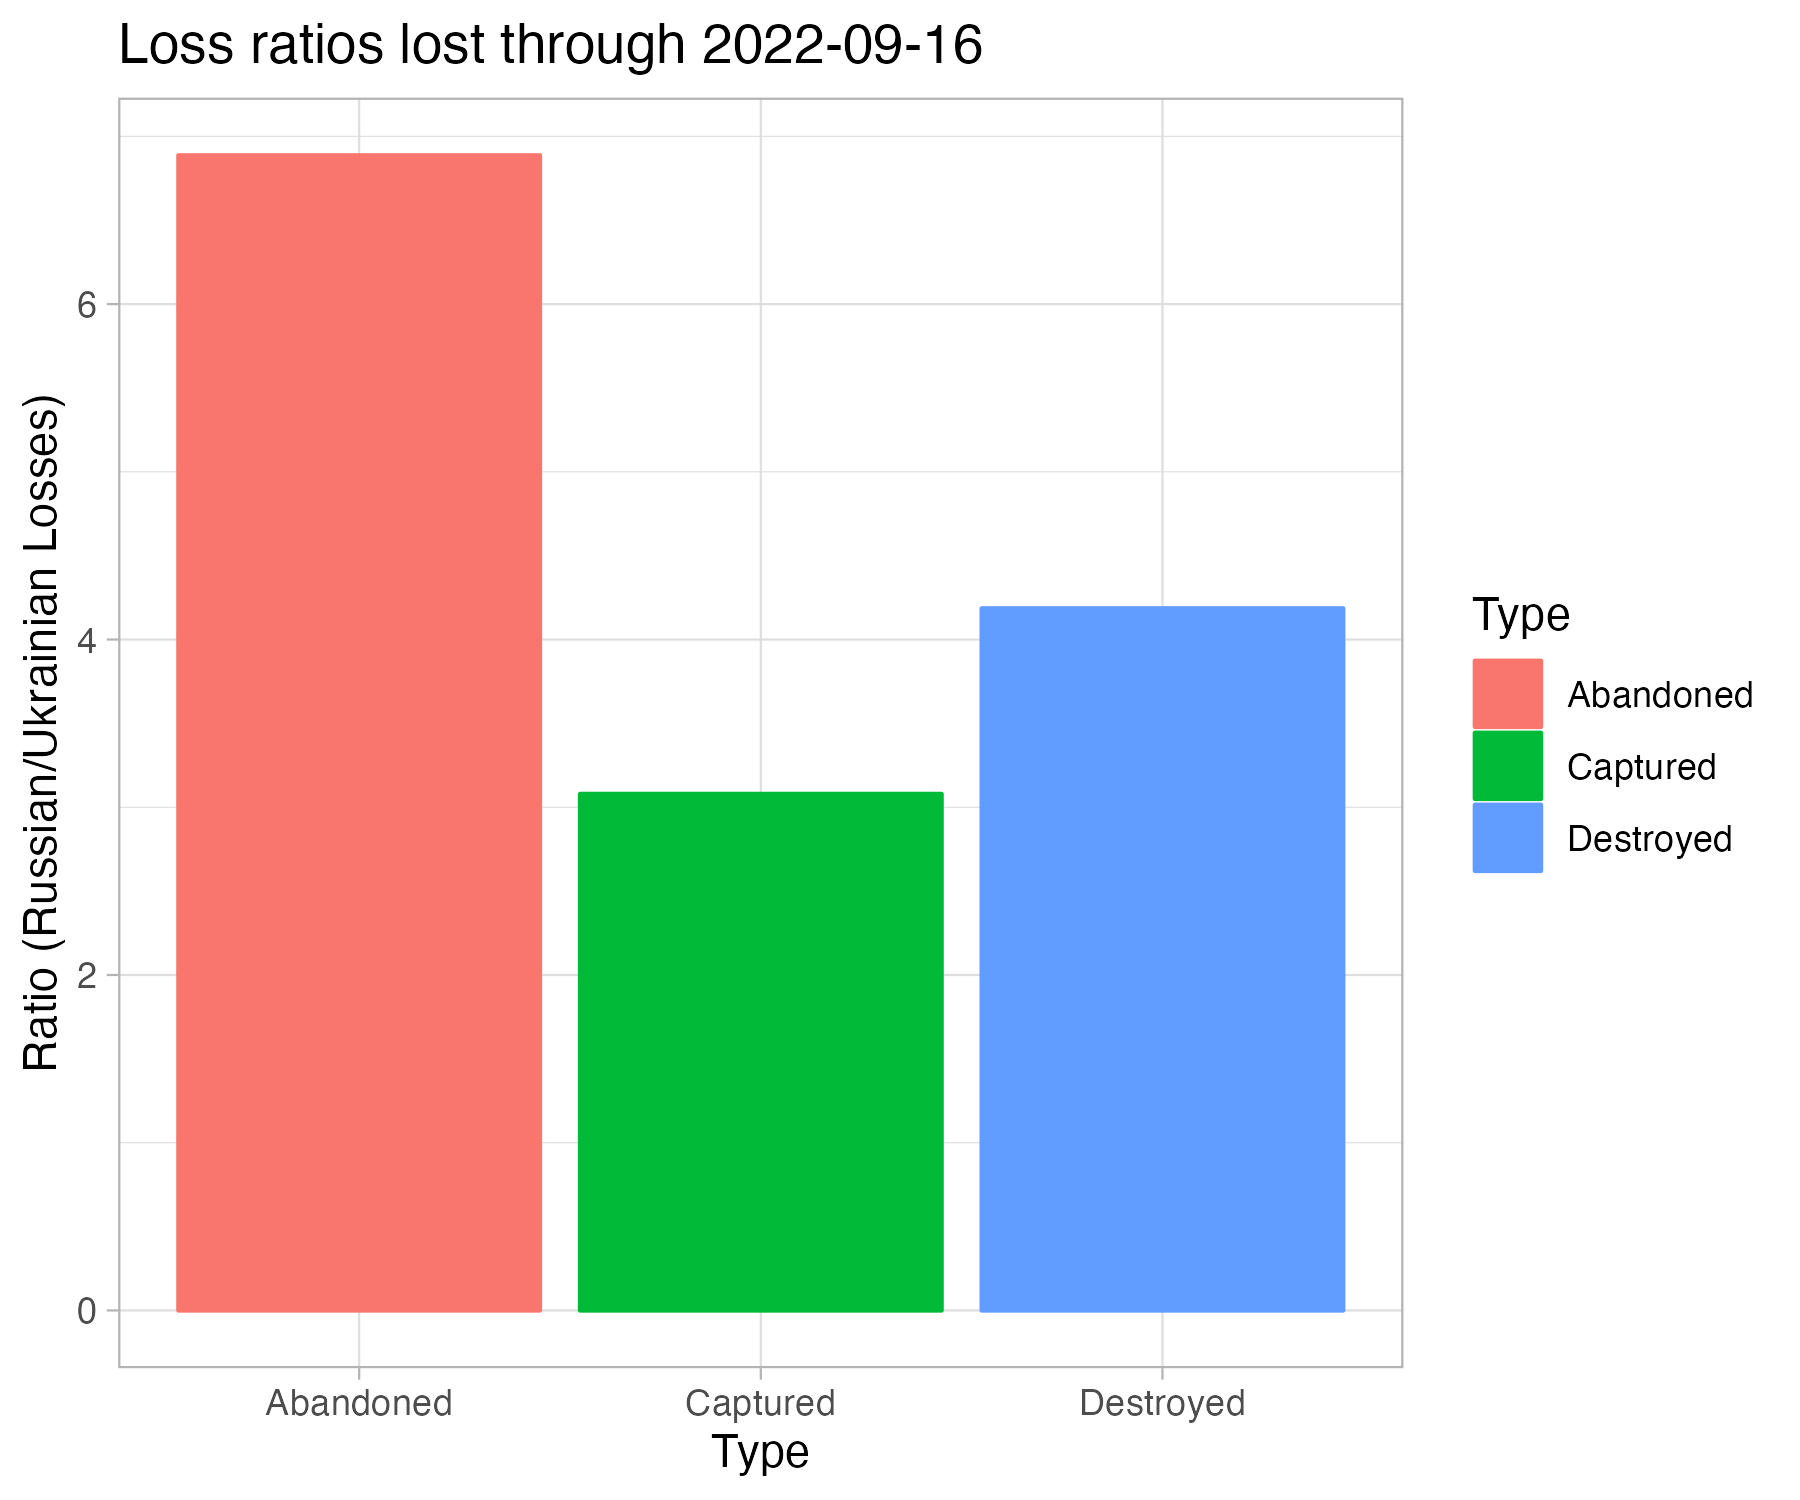 Loss ratios lost through 2022-09-16
Ratio (Russian/Ukrainian Losses)
6
4
2
0
Abandoned
Captured
Destroyed
Type
Type
Abandoned
Captured
Destroyed